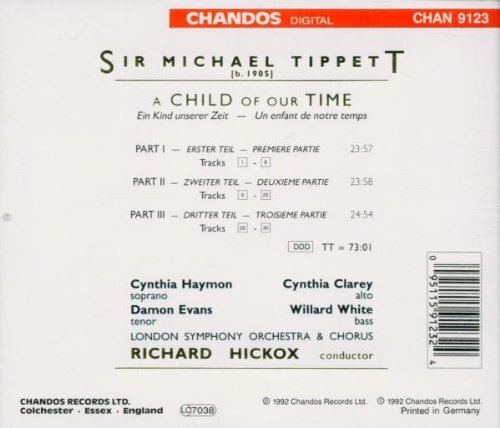 CHANDOS DIGITAL CHAN 9123
SIR MICHAEL TIPPETT
[b. 1905]
A CHILD OF OUR TIME
Ein Kind unserer Zeit — Un enfant de notre temps
PART I — ERSTER TEIL — PREMIERE PARTIE 23:57
Tracks 1 - 8
PART II — ZWEITER TEIL — DEUXIEME PARTIE 23:58
Tracks 9 - 25
PART III — DRITTER TEIL — TROISIEME PARTIE 24:54
Tracks 26 - 30
DDD TT = 73:01
Cynthia Haymon Cynthia Clarey
soprano alto
Damon Evans Willard White
tenor bass
LONDON SYMPHONY ORCHESTRA & CHORUS
RICHARD HICKOX conductor
0 95115 91232 4
CHANDOS RECORDS LTD.
Colchester · Essex · England
LC 7038
℗ 1992 Chandos Records Ltd. © 1992 Chandos Records Ltd.
Printed in Germany